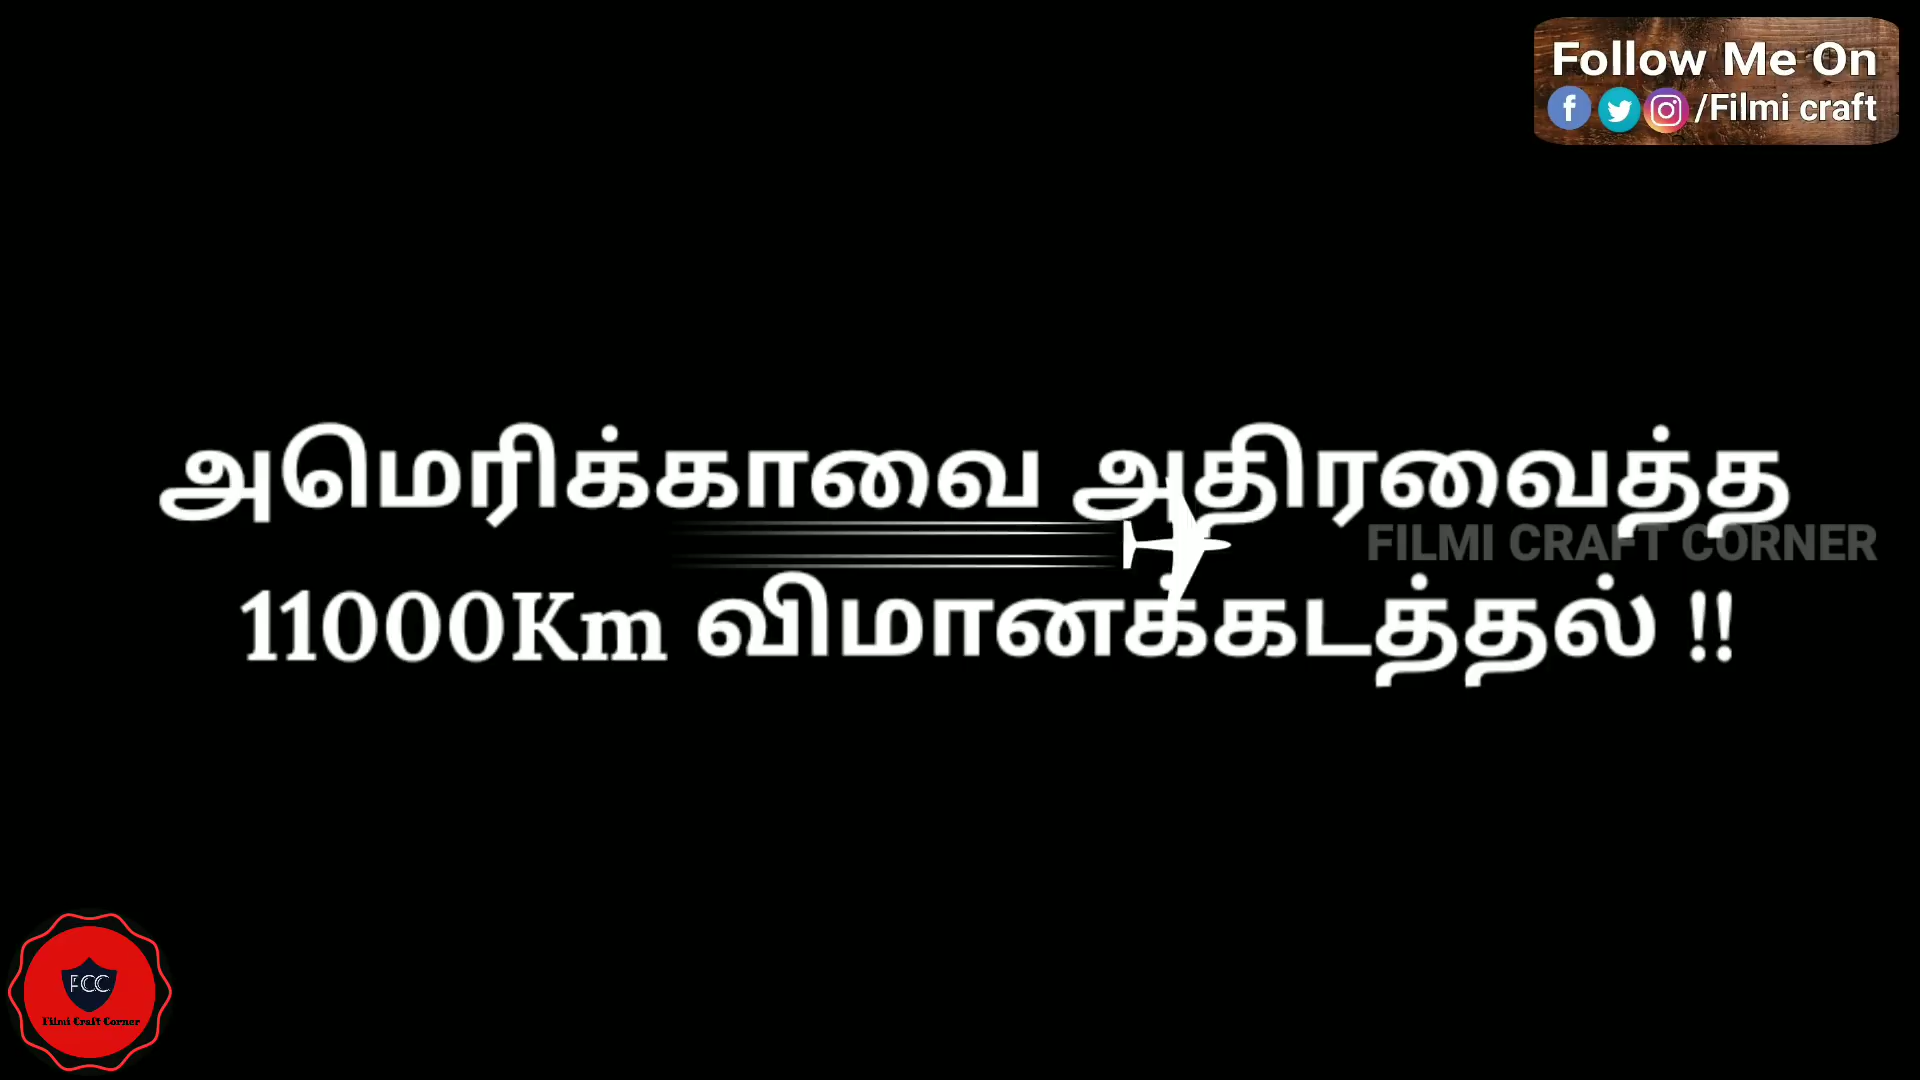 Follow Me On
/Filmi craft
அமெரிக்காவை அதிரவைத்த
FILMI CRAFT CORNER
11000Km விமானக்கடத்தல் !!
FCC
Filmi Craft Corner